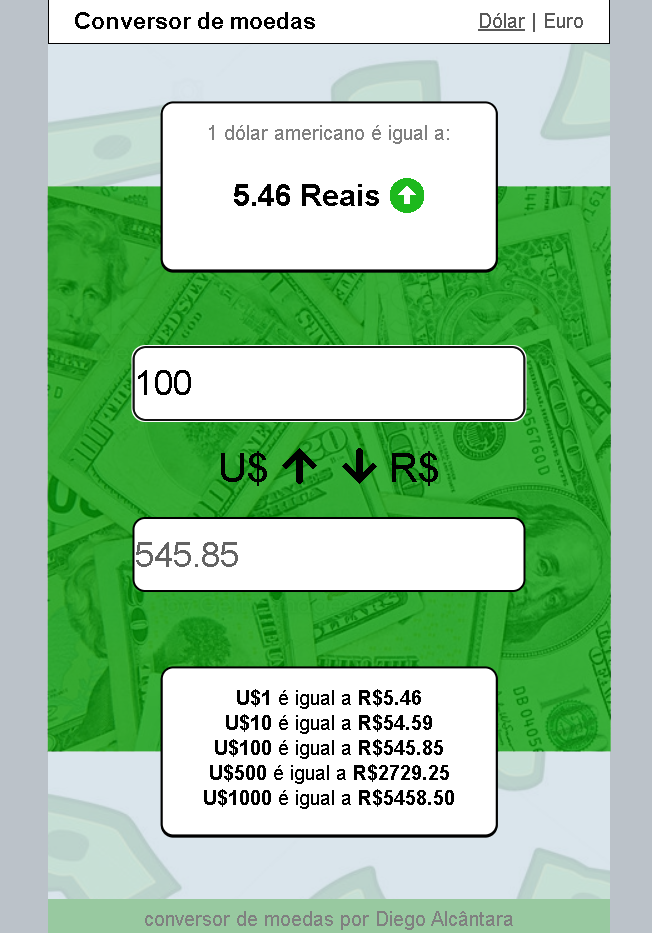 Conversor de moedas
Dólar | Euro
1 dólar americano é igual a:
5.46 Reais
100
U$ R$
545.85
U$1 é igual a R$5.46
U$10 é igual a R$54.59
U$100 é igual a R$545.85
U$500 é igual a R$2729.25
U$1000 é igual a R$5458.50
conversor de moedas por Diego Alcântara